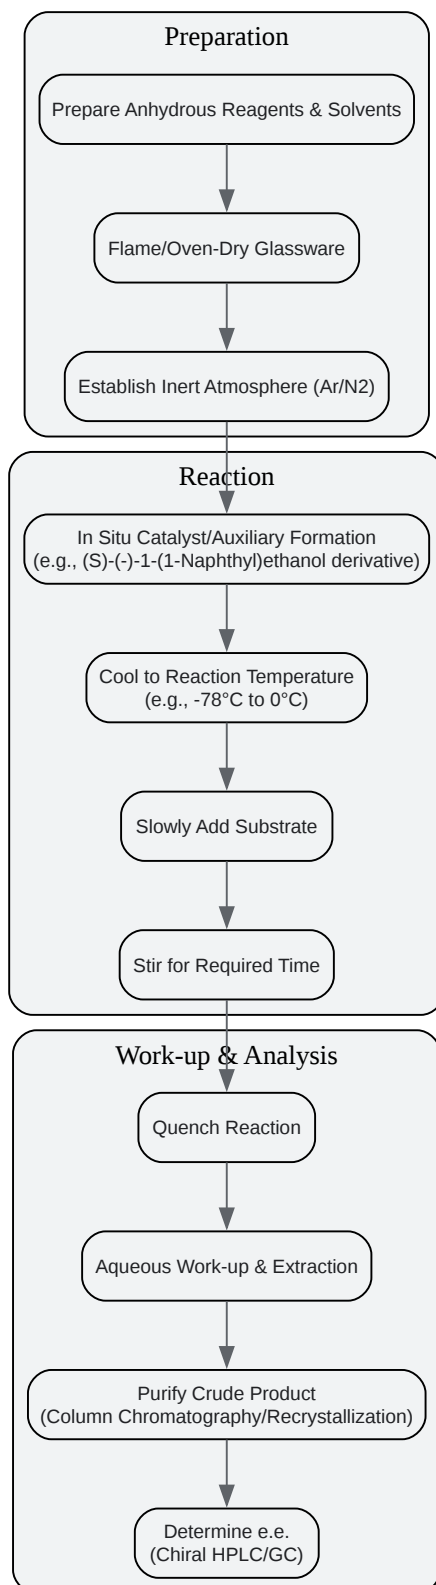 Preparation
Prepare Anhydrous Reagents & Solvents
Flame/Oven-Dry Glassware
Establish Inert Atmosphere (Ar/N2)
Reaction
In Situ Catalyst/Auxiliary Formation
(e.g., (S)-(-)-1-(1-Naphthyl)ethanol derivative)
Cool to Reaction Temperature
(e.g., -78°C to 0°C)
Slowly Add Substrate
Stir for Required Time
Work-up & Analysis
Quench Reaction
Aqueous Work-up & Extraction
Purify Crude Product
(Column Chromatography/Recrystallization)
Determine e.e.
(Chiral HPLC/GC)